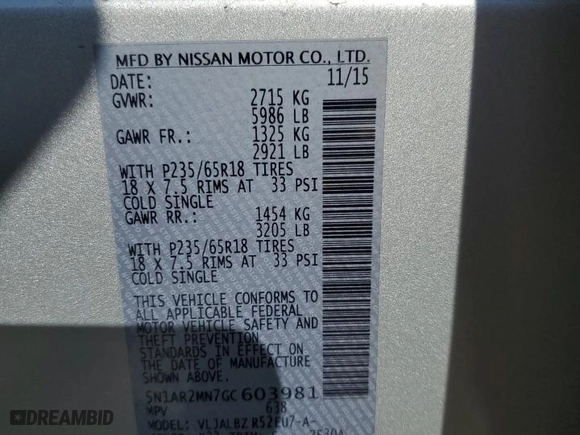 MFD BY NISSAN MOTOR CO., LTD.
DATE: 11/15
GVWR: 2715 KG
5986 LB
GAWR FR.: 1325 KG
2921 LB
WITH P235/65R18 TIRES
18 X 7.5 RIMS AT 33 PSI
COLD SINGLE
GAWR RR.: 1454 KG
3205 LB
WITH P235/65R18 TIRES
18 X 7.5 RIMS AT 33 PSI
COLD SINGLE
THIS VEHICLE CONFORMS TO
ALL APPLICABLE FEDERAL
MOTOR VEHICLE SAFETY AND
THEFT PREVENTION
STANDARDS IN EFFECT ON
THE DATE OF MANUFACTURE
5N1AR2MN7GC603981
MPV 638
MODEL: VLJALBZ R52EU7-A-
DREAMBID